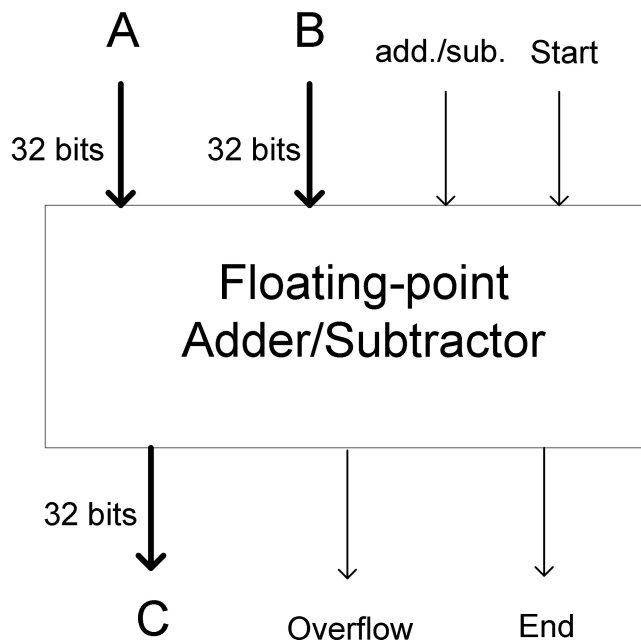 A
B
add./sub.
Start
32 bits
32 bits
Floating-point
Adder/Subtractor
32 bits
C
Overflow
End